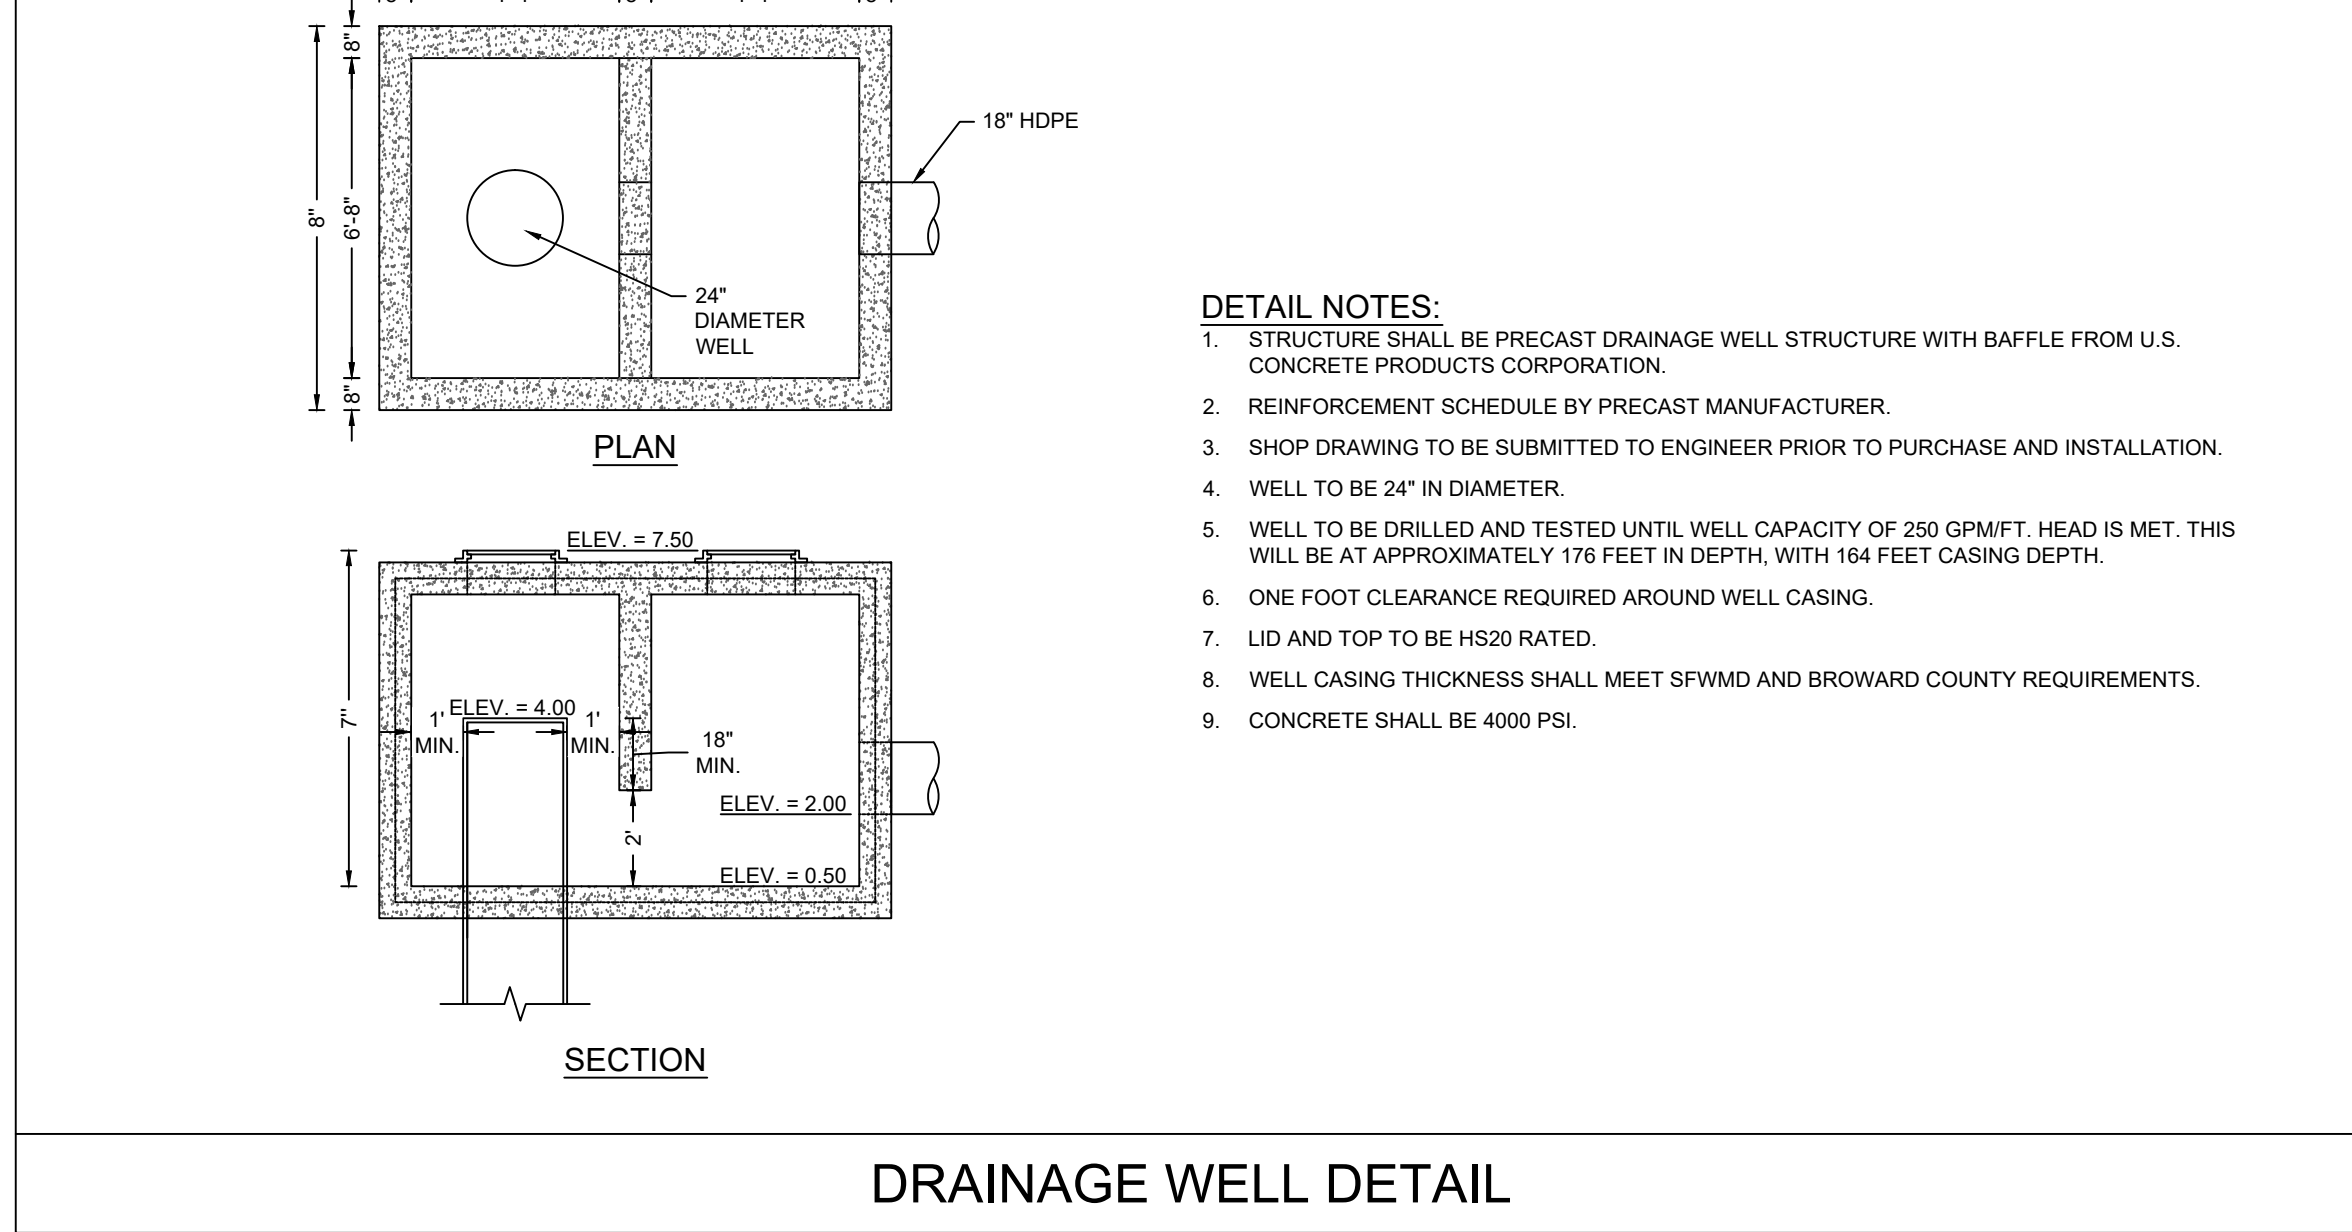 8"
18" HDPE
8"
6'-8"
24"
DIAMETER
WELL
8"
PLAN
DETAIL NOTES:
1. STRUCTURE SHALL BE PRECAST DRAINAGE WELL STRUCTURE WITH BAFFLE FROM U.S.
CONCRETE PRODUCTS CORPORATION.
2. REINFORCEMENT SCHEDULE BY PRECAST MANUFACTURER.
3. SHOP DRAWING TO BE SUBMITTED TO ENGINEER PRIOR TO PURCHASE AND INSTALLATION.
4. WELL TO BE 24" IN DIAMETER.
5. WELL TO BE DRILLED AND TESTED UNTIL WELL CAPACITY OF 250 GPM/FT. HEAD IS MET. THIS
WILL BE AT APPROXIMATELY 176 FEET IN DEPTH, WITH 164 FEET CASING DEPTH.
6. ONE FOOT CLEARANCE REQUIRED AROUND WELL CASING.
7. LID AND TOP TO BE HS20 RATED.
8. WELL CASING THICKNESS SHALL MEET SFWMD AND BROWARD COUNTY REQUIREMENTS.
9. CONCRETE SHALL BE 4000 PSI.
ELEV. = 7.50
7"
ELEV. = 4.00
1'
MIN.
1'
MIN.
18"
MIN.
ELEV. = 2.00
2'
ELEV. = 0.50
SECTION
DRAINAGE WELL DETAIL